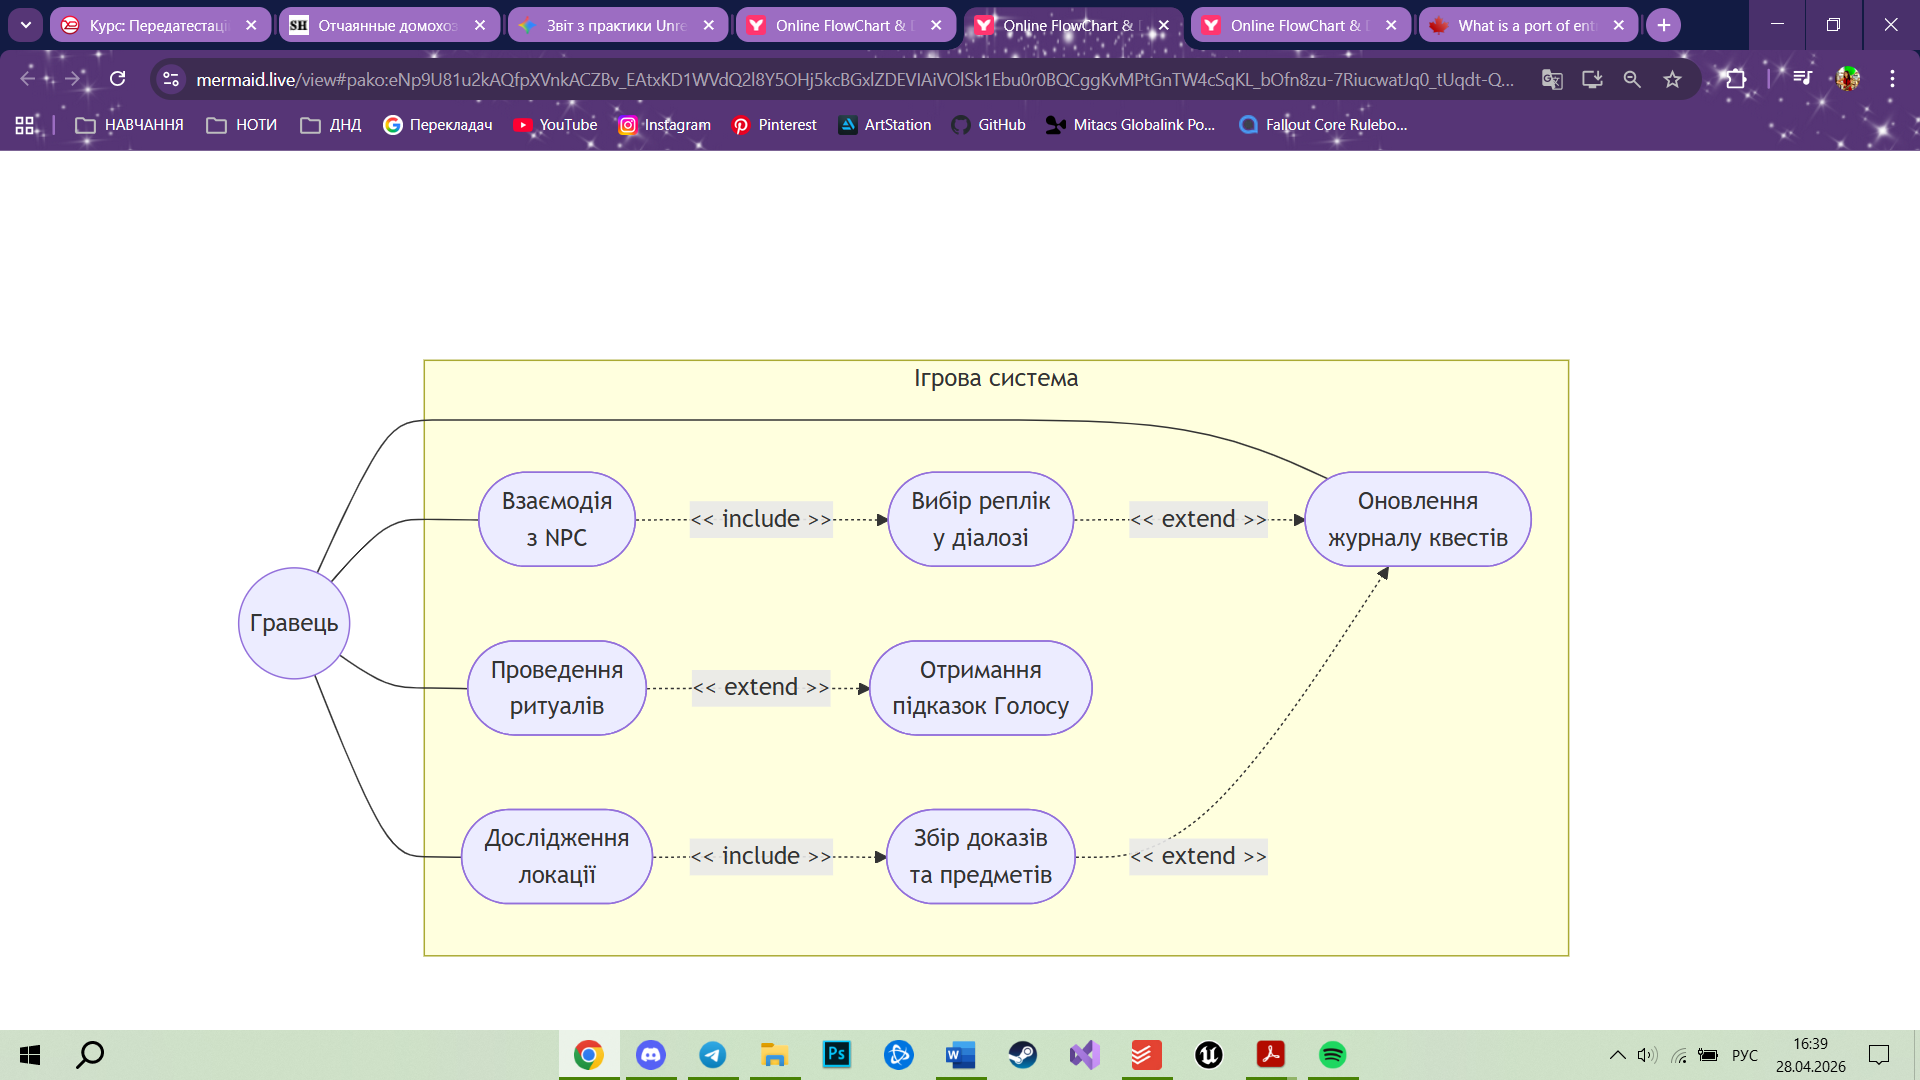 Курс: Передатестаці
Отчаянные домохоз
Звіт з практики Unre
Online FlowChart & D
Online FlowChart &
Online FlowChart &
What is a port of ent
mermaid.live/view#pako:eNp9U81u2kAQfpXVnkACZBv_EAtxKD1WVdQ2l8Y5OHj5kcBGxlZDEVIAiVOlSk1Ebu0r0BQCggKvMPtGnTW4cSqKL_bOfn8zu-7RiucwatJq0_tUqdt-Q...
НАВЧАННЯ
НОТИ
ДНД
Перекладач
YouTube
Instagram
Pinterest
ArtStation
GitHub
Mitacs Globalink Po...
Fallout Core Rulebo...
Ігрова система
Взаємодія
з NPC
<< include >>
Вибір реплік
у діалозі
<< extend >>
Оновлення
журналу квестів
Гравець
Проведення
ритуалів
<< extend >>
Отримання
підказок Голосу
Дослідження
локації
<< include >>
Збір доказів
та предметів
<< extend >>
РУС
16:39
28.04.2026